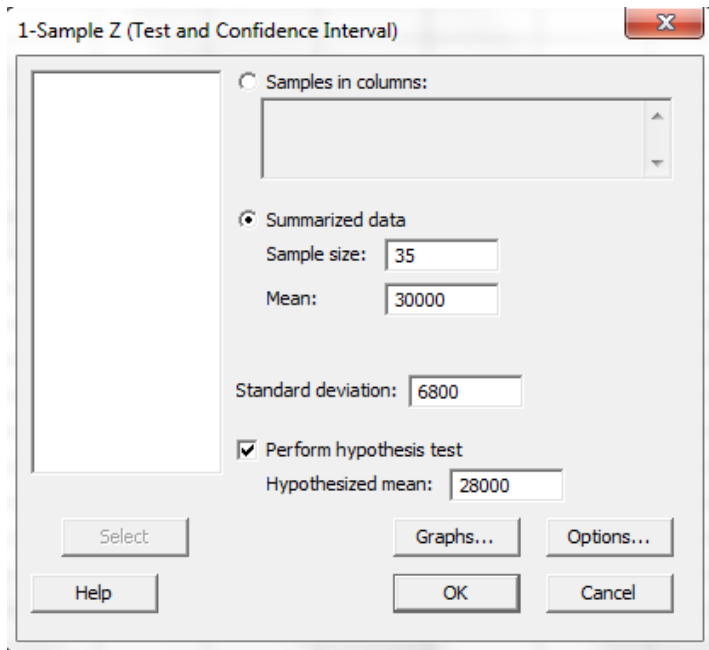 1-Sample Z (Test and Confidence Interval)
Samples in columns:
Summarized data
Sample size: 35
Mean: 30000
Standard deviation: 6800
Perform hypothesis test
Hypothesized mean: 28000
Select Graphs... Options...
Help OK Cancel